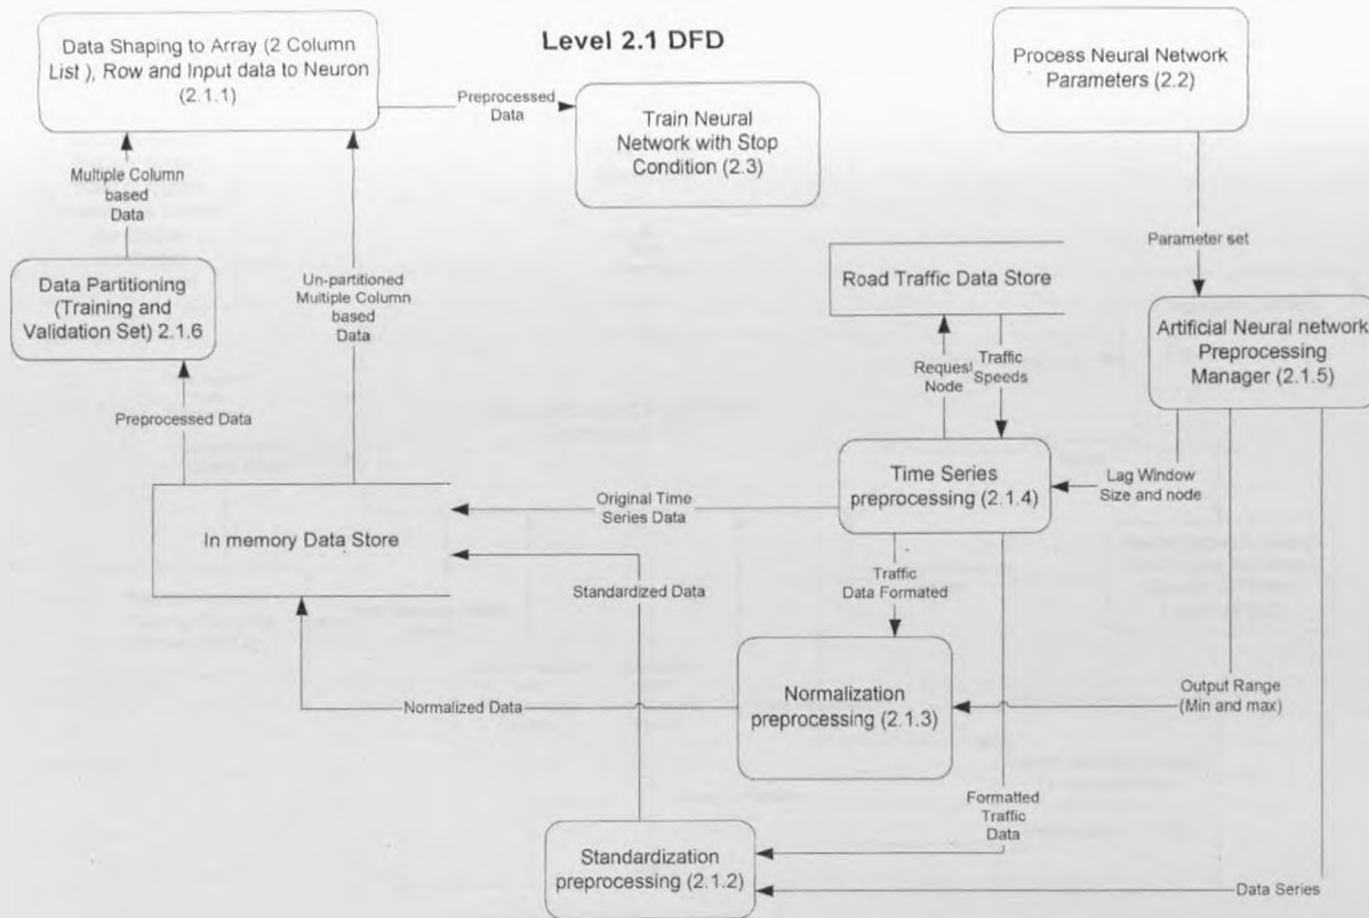 Level 2.1 DFD
Data Shaping to Array (2 Column
List ), Row and Input data to Neuron
(2.1.1)
Preprocessed
Data
Train Neural
Network with Stop
Condition (2.3)
Process Neural Network
Parameters (2.2)
Multiple Column
based
Data
Parameter set
Data Partitioning
(Training and
Validation Set) 2.1.6
Un-partitioned
Multiple Column
based
Data
Road Traffic Data Store
Artificial Neural network
Preprocessing
Manager (2.1.5)
Request
Node
Traffic
Speeds
Preprocessed Data
Time Series
preprocessing (2.1.4)
Lag Window
Size and node
Original Time
Series Data
In memory Data Store
Traffic
Data Formated
Standardized Data
Normalization
preprocessing (2.1.3)
Output Range
(Min and max)
Normalized Data
Formatted
Traffic
Data
Standardization
preprocessing (2.1.2)
Data Series